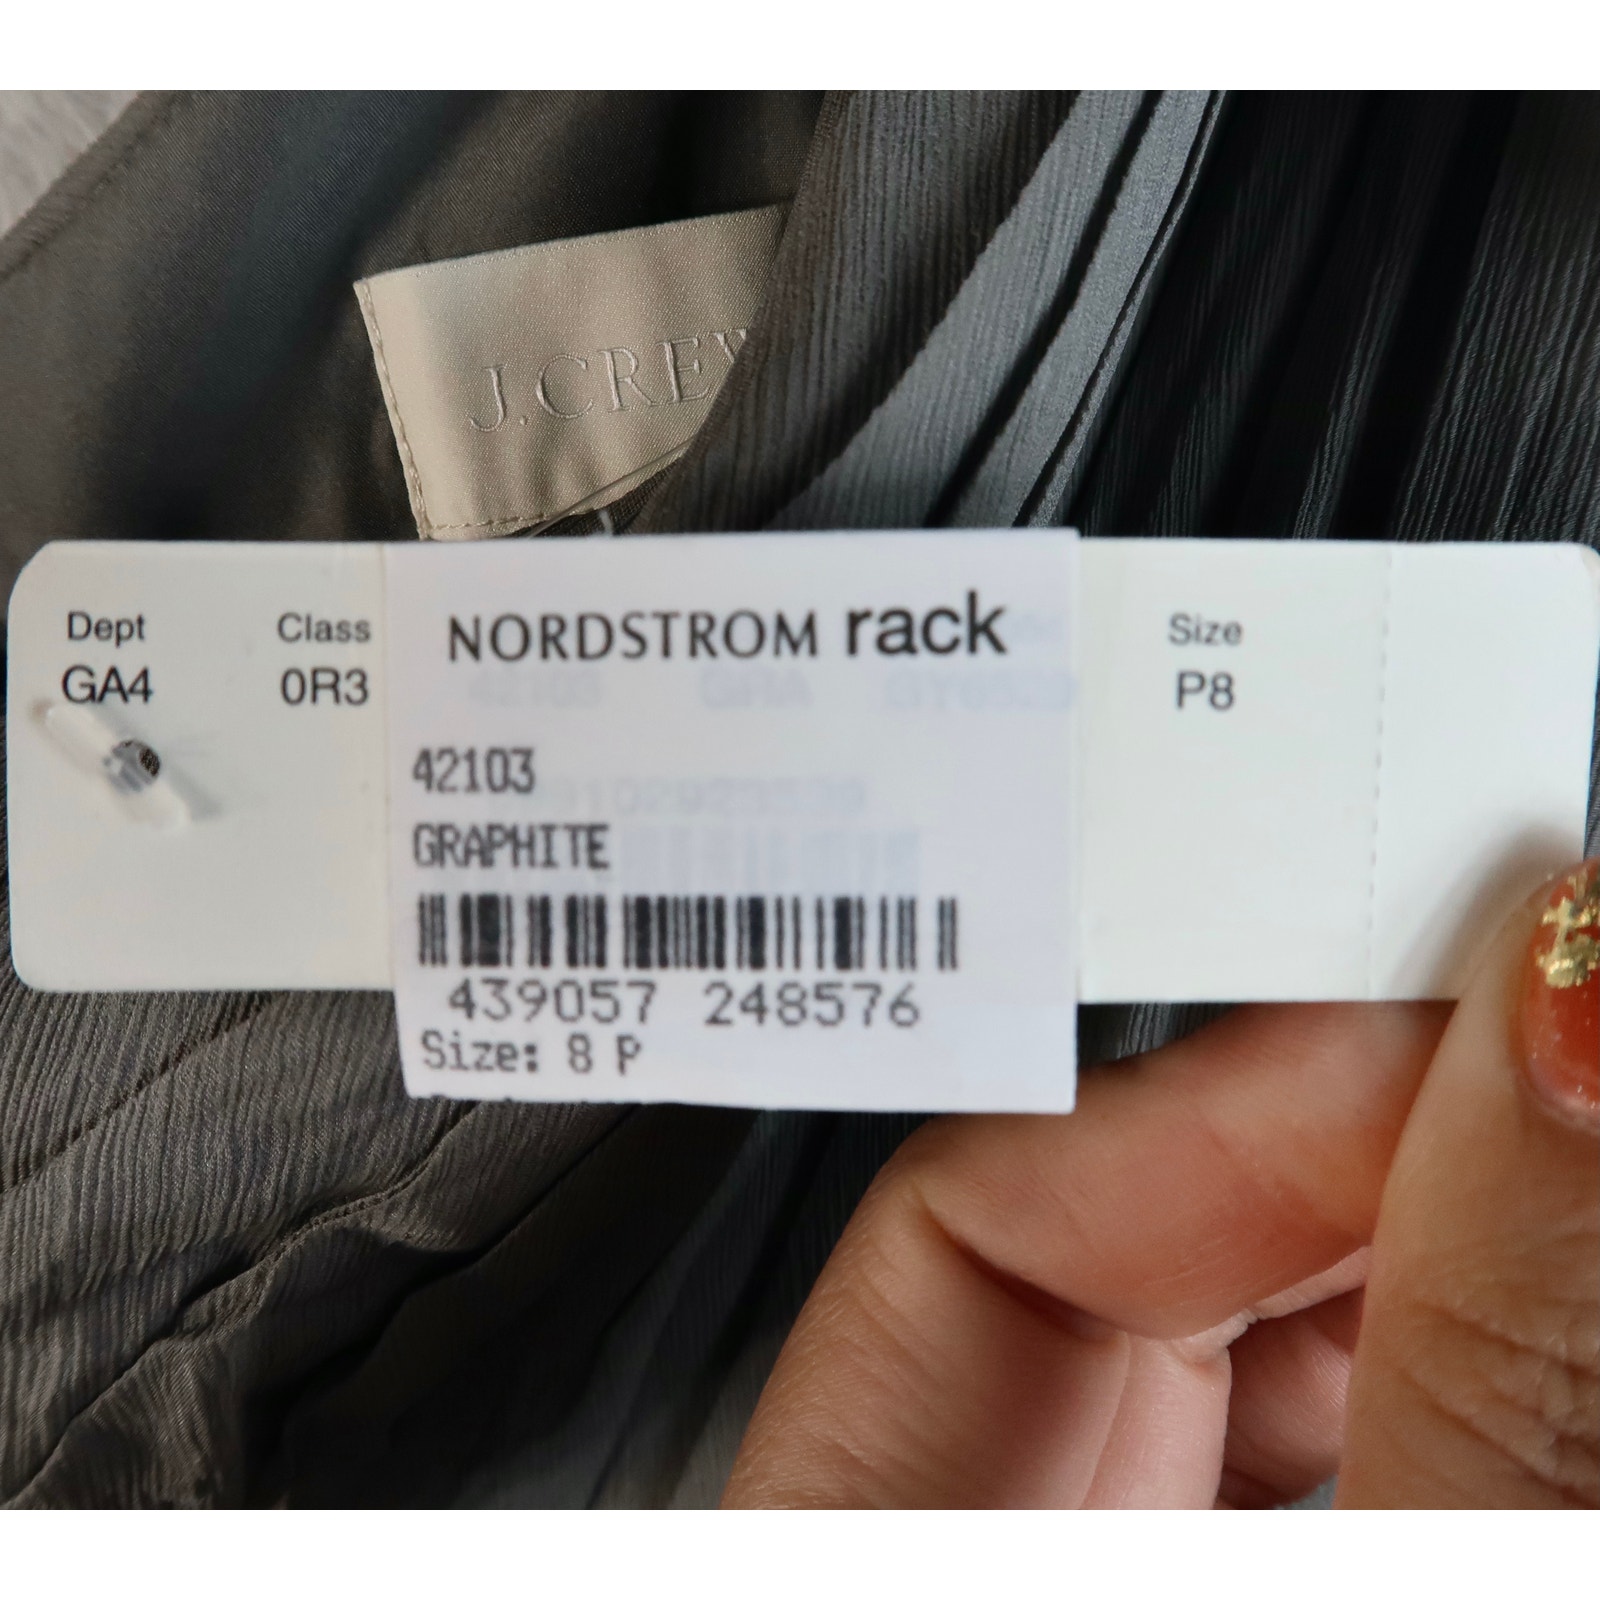 J.CREW
Dept Class
GA4 0R3
NORDSTROM rack
42103
GRAPHITE
439057 248576
Size: 8 P
Size
P8